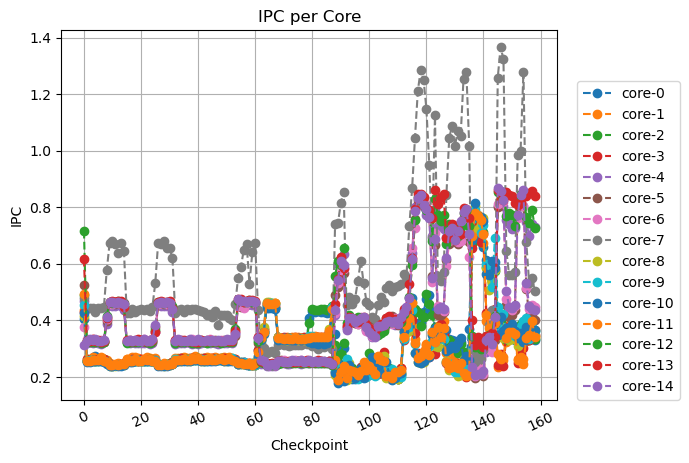 IPC per Core
IPC
1.4
1.2
1.0
0.8
0.6
0.4
0.2
0
20
40
60
80
100
120
140
160
Checkpoint
core-0
core-1
core-2
core-3
core-4
core-5
core-6
core-7
core-8
core-9
core-10
core-11
core-12
core-13
core-14